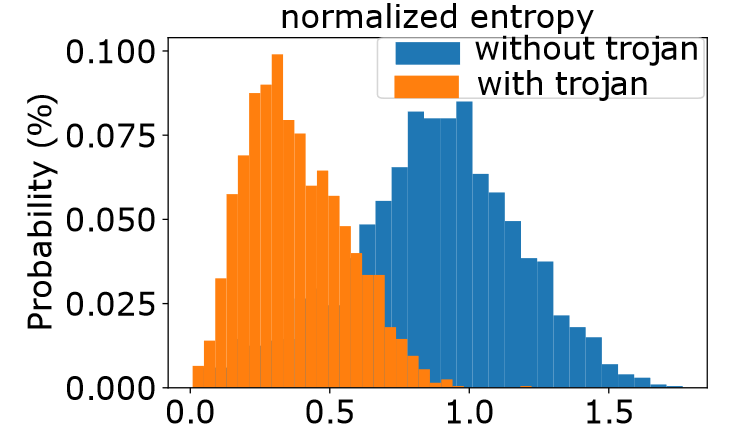 normalized entropy
without trojan
with trojan
Probability (%)
0.100
0.075
0.050
0.025
0.000
0.0 0.5 1.0 1.5